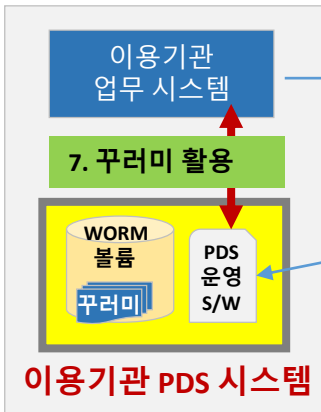 이용기관
업무 시스템
7. 꾸러미 활용
WORM
볼륨
꾸러미
PDS
운영
S/W
이용기관 PDS 시스템